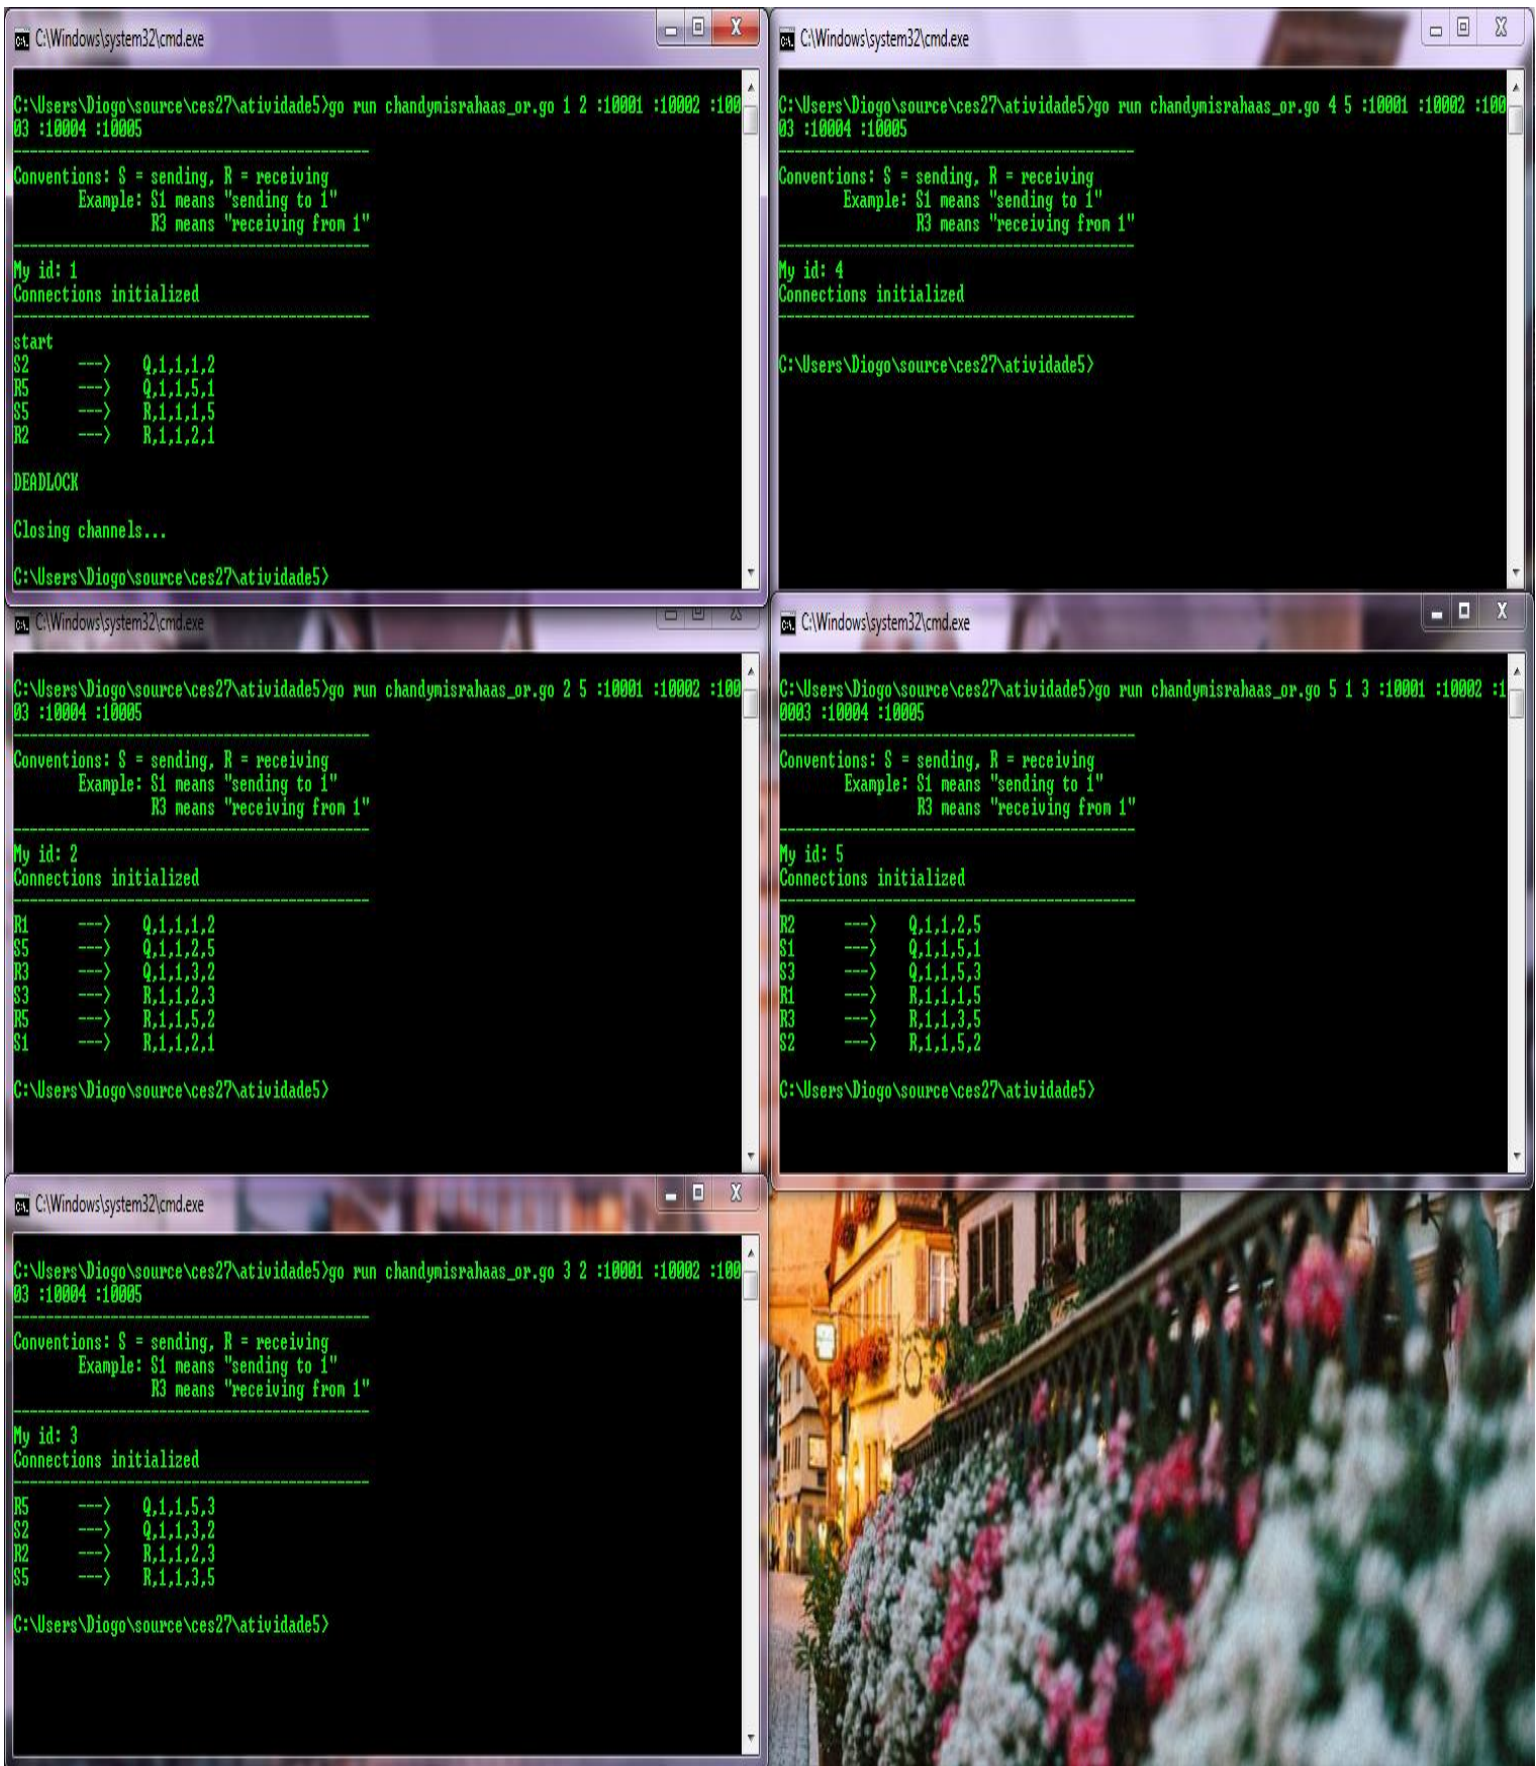 C:\Windows\system32\cmd.exe
C:\Users\Diogo\source\ces27\atividade5>go run chandymisrahaas_or.go 1 2 :10001 :10002 :100
03 :10004 :10005
---------------------------------------------
Conventions: S = sending, R = receiving
Example: S1 means "sending to 1"
R3 means "receiving from 1"
---------------------------------------------
My id: 1
Connections initialized
---------------------------------------------
start
S2 ---> Q,1,1,1,2
R5 ---> Q,1,1,5,1
S5 ---> R,1,1,1,5
R2 ---> R,1,1,2,1
DEADLOCK
Closing channels...
C:\Users\Diogo\source\ces27\atividade5>
C:\Windows\system32\cmd.exe
C:\Users\Diogo\source\ces27\atividade5>go run chandymisrahaas_or.go 4 5 :10001 :10002 :100
03 :10004 :10005
---------------------------------------------
Conventions: S = sending, R = receiving
Example: S1 means "sending to 1"
R3 means "receiving from 1"
---------------------------------------------
My id: 4
Connections initialized
---------------------------------------------
C:\Users\Diogo\source\ces27\atividade5>
C:\Windows\system32\cmd.exe
C:\Users\Diogo\source\ces27\atividade5>go run chandymisrahaas_or.go 2 5 :10001 :10002 :100
03 :10004 :10005
---------------------------------------------
Conventions: S = sending, R = receiving
Example: S1 means "sending to 1"
R3 means "receiving from 1"
---------------------------------------------
My id: 2
Connections initialized
---------------------------------------------
R1 ---> Q,1,1,1,2
S5 ---> Q,1,1,2,5
R3 ---> Q,1,1,3,2
S3 ---> R,1,1,2,3
R5 ---> R,1,1,5,2
S1 ---> R,1,1,2,1
C:\Users\Diogo\source\ces27\atividade5>
C:\Windows\system32\cmd.exe
C:\Users\Diogo\source\ces27\atividade5>go run chandymisrahaas_or.go 5 1 3 :10001 :10002 :1
0003 :10004 :10005
---------------------------------------------
Conventions: S = sending, R = receiving
Example: S1 means "sending to 1"
R3 means "receiving from 1"
---------------------------------------------
My id: 5
Connections initialized
---------------------------------------------
R2 ---> Q,1,1,2,5
S1 ---> Q,1,1,5,1
S3 ---> Q,1,1,5,3
R1 ---> R,1,1,1,5
R3 ---> R,1,1,3,5
S2 ---> R,1,1,5,2
C:\Users\Diogo\source\ces27\atividade5>
C:\Windows\system32\cmd.exe
C:\Users\Diogo\source\ces27\atividade5>go run chandymisrahaas_or.go 3 2 :10001 :10002 :100
03 :10004 :10005
---------------------------------------------
Conventions: S = sending, R = receiving
Example: S1 means "sending to 1"
R3 means "receiving from 1"
---------------------------------------------
My id: 3
Connections initialized
---------------------------------------------
R5 ---> Q,1,1,5,3
S2 ---> Q,1,1,3,2
R2 ---> R,1,1,2,3
S5 ---> R,1,1,3,5
C:\Users\Diogo\source\ces27\atividade5>